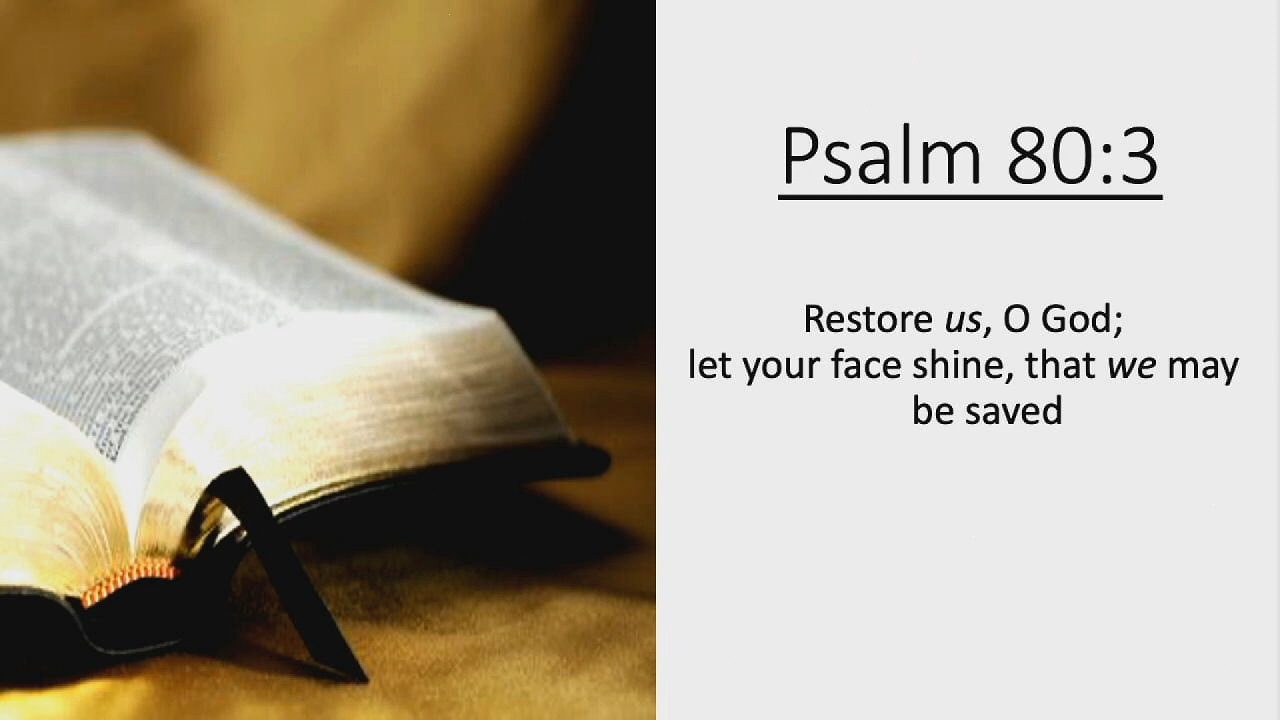 Psalm 80:3
Restore us, O God;
let your face shine, that we may
be saved